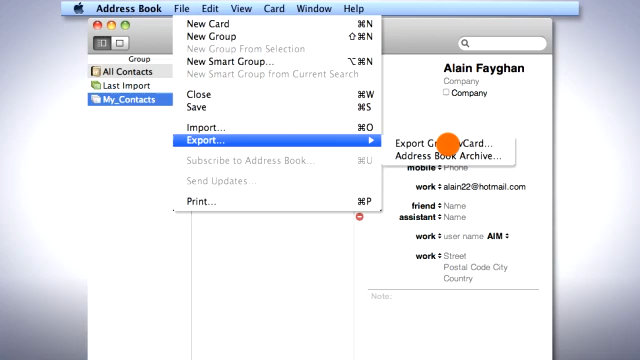 Address Book File Edit View Card Window Help
New Card ⌘N
New Group ⇧⌘N
New Group From Selection
New Smart Group... ⌥⌘N
New Smart Group from Current Search
Close ⌘W
Save ⌘S
Import... ⌘O
Export...
Subscribe to Address Book... ⌘U
Send Updates...
Print... ⌘P
Export Gr vCard...
Address Book Archive...
Group
All Contacts
Last Import
My_Contacts
Alain Fayghan
Company
Company
mobile Phone
work alain22@hotmail.com
friend Name
assistant Name
work user name AIM
work Street
Postal Code City
Country
Note: